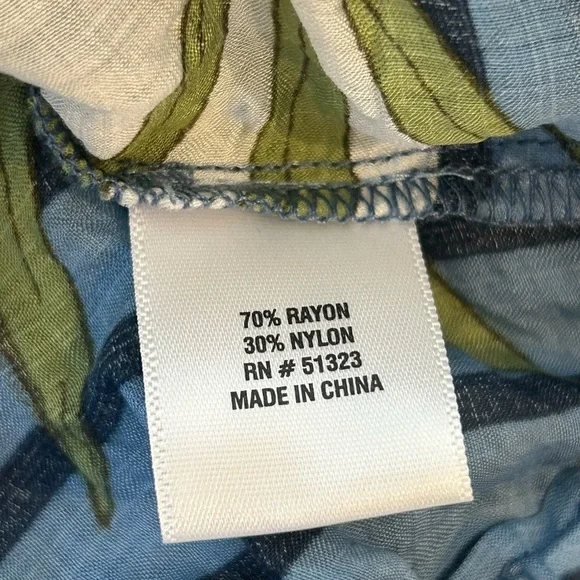 70% RAYON
30% NYLON
RN # 51323
MADE IN CHINA